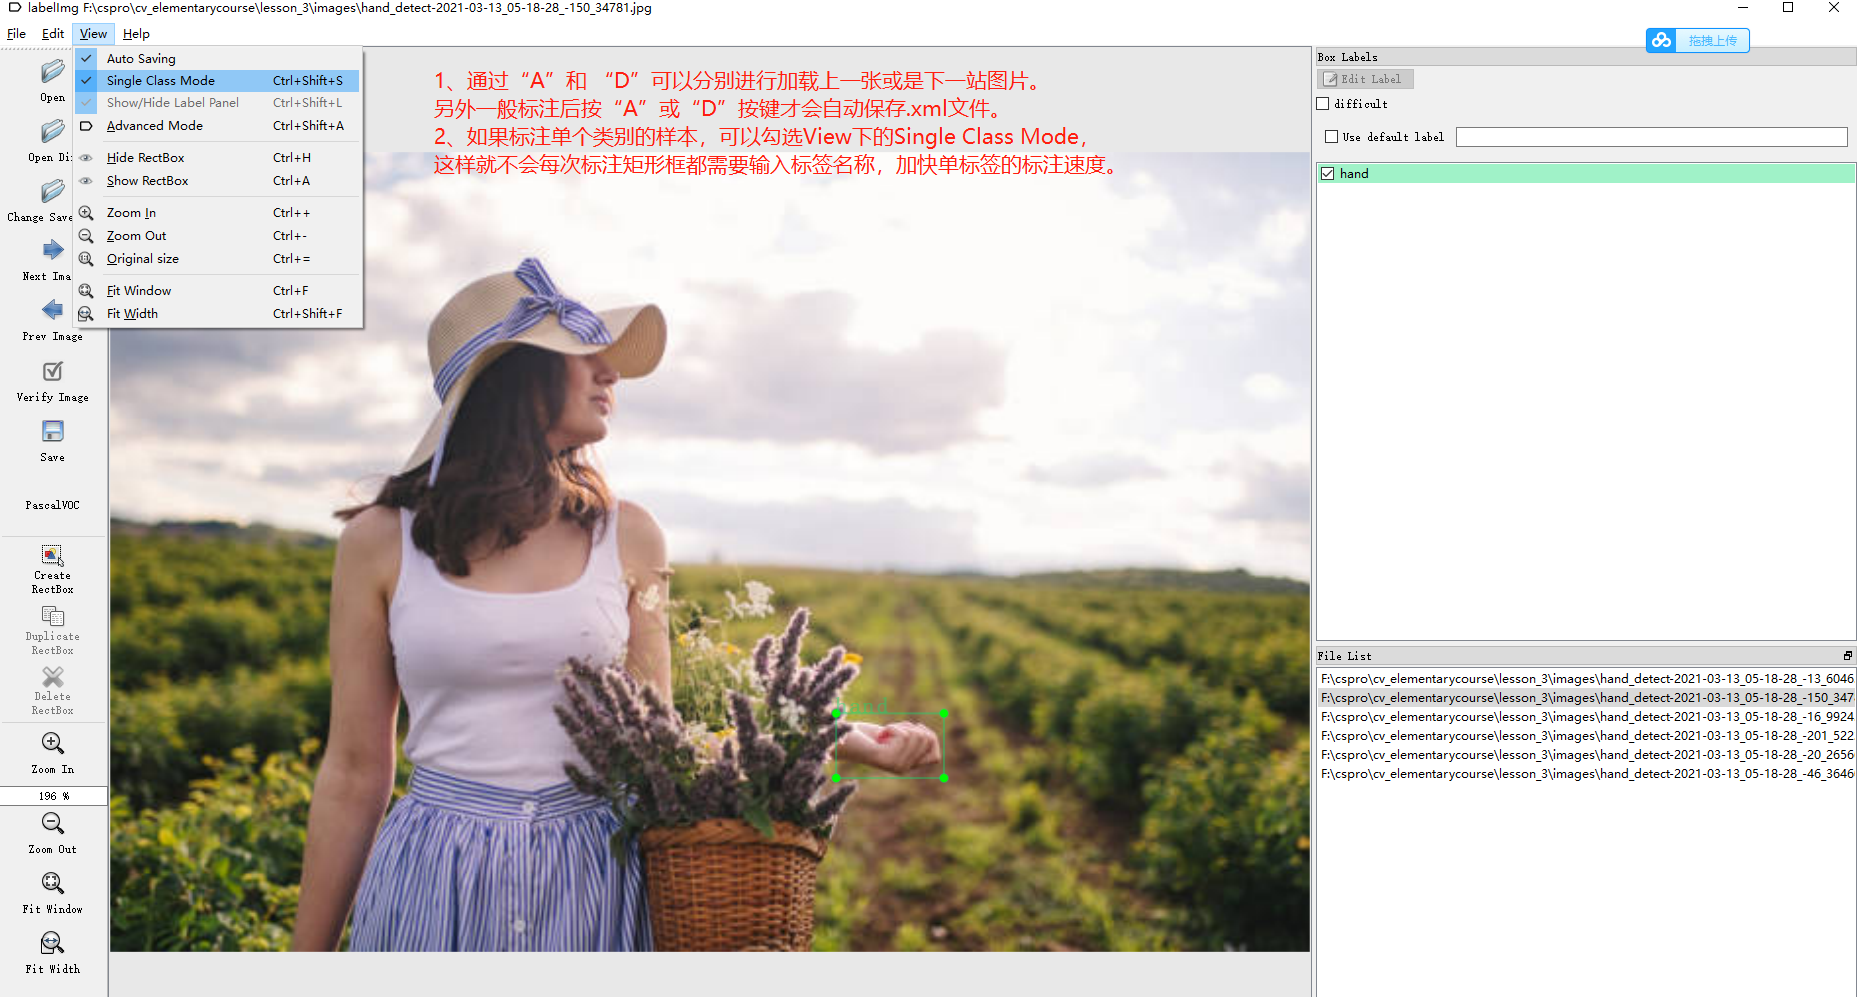 labelImg F:\cspro\cv_elementarycourse\lesson_3\images\hand_detect-2021-03-13_05-18-28_-150_34781.jpg
File Edit View Help
拖拽上传
Auto Saving
Single Class Mode Ctrl+Shift+S
Show/Hide Label Panel Ctrl+Shift+L
Advanced Mode Ctrl+Shift+A
Hide RectBox Ctrl+H
Show RectBox Ctrl+A
Zoom In Ctrl++
Zoom Out Ctrl+-
Original size Ctrl+=
Fit Window Ctrl+F
Fit Width Ctrl+Shift+F
Open
Open Di
Change Save
Next Ima
Prev Image
Verify Image
Save
PascalVOC
Create
RectBox
Duplicate
RectBox
Delete
RectBox
Zoom In
196 %
Zoom Out
Fit Window
Fit Width
1、通过“A”和 “D”可以分别进行加载上一张或是下一站图片。
另外一般标注后按“A”或“D”按键才会自动保存.xml文件。
2、如果标注单个类别的样本，可以勾选View下的Single Class Mode，
这样就不会每次标注矩形框都需要输入标签名称，加快单标签的标注速度。
hand
Box Labels
Edit Label
difficult
Use default label
hand
File List
F:\cspro\cv_elementarycourse\lesson_3\images\hand_detect-2021-03-13_05-18-28_-13_6046
F:\cspro\cv_elementarycourse\lesson_3\images\hand_detect-2021-03-13_05-18-28_-150_347
F:\cspro\cv_elementarycourse\lesson_3\images\hand_detect-2021-03-13_05-18-28_-16_9924
F:\cspro\cv_elementarycourse\lesson_3\images\hand_detect-2021-03-13_05-18-28_-201_522
F:\cspro\cv_elementarycourse\lesson_3\images\hand_detect-2021-03-13_05-18-28_-20_2656
F:\cspro\cv_elementarycourse\lesson_3\images\hand_detect-2021-03-13_05-18-28_-46_3646